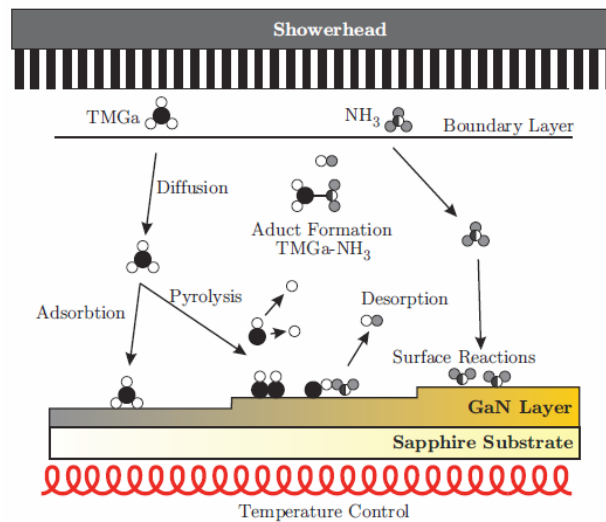 Showerhead
TMGa
NH₃
Boundary Layer
Diffusion
Aduct Formation
TMGa-NH₃
Pyrolysis
Desorption
Adsorbtion
Surface Reactions
GaN Layer
Sapphire Substrate
Temperature Control